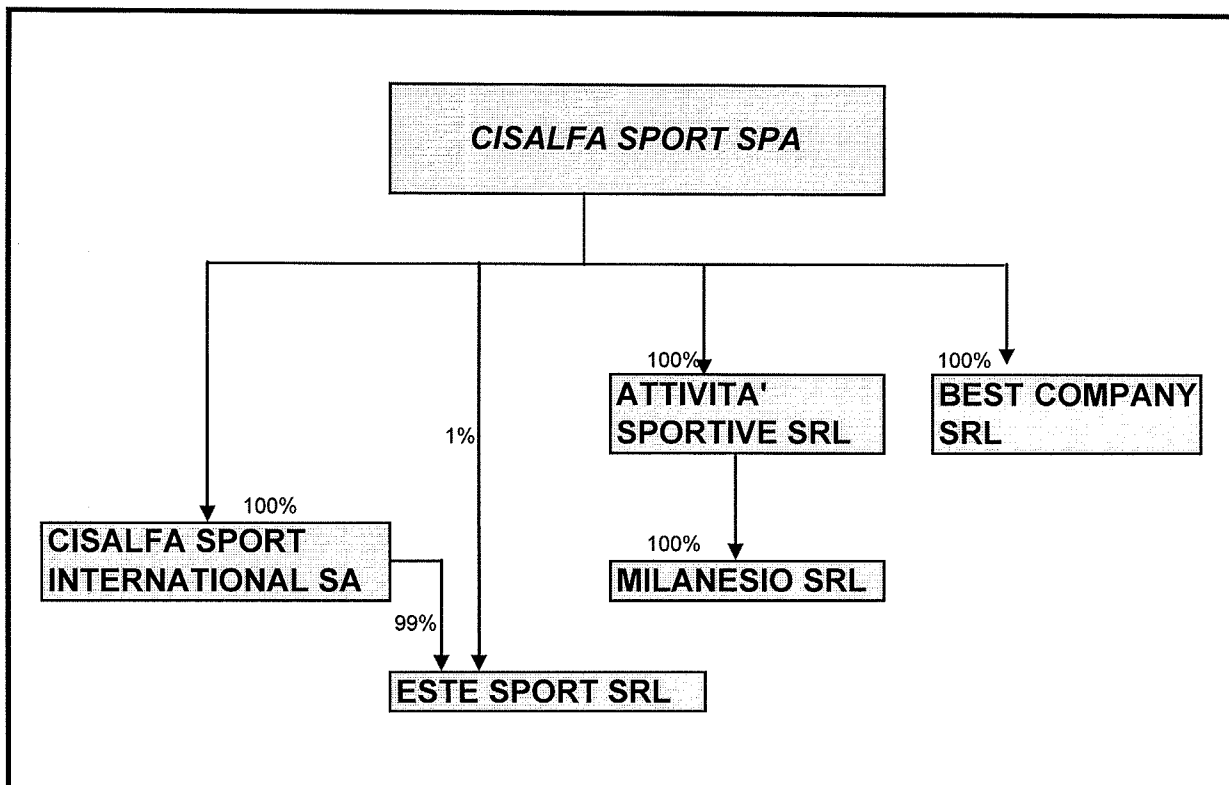 CISALFA SPORT SPA
100%
100%
ATTIVITA'
SPORTIVE SRL
BEST COMPANY
SRL
1%
100%
CISALFA SPORT
INTERNATIONAL SA
100%
MILANESIO SRL
99%
ESTE SPORT SRL